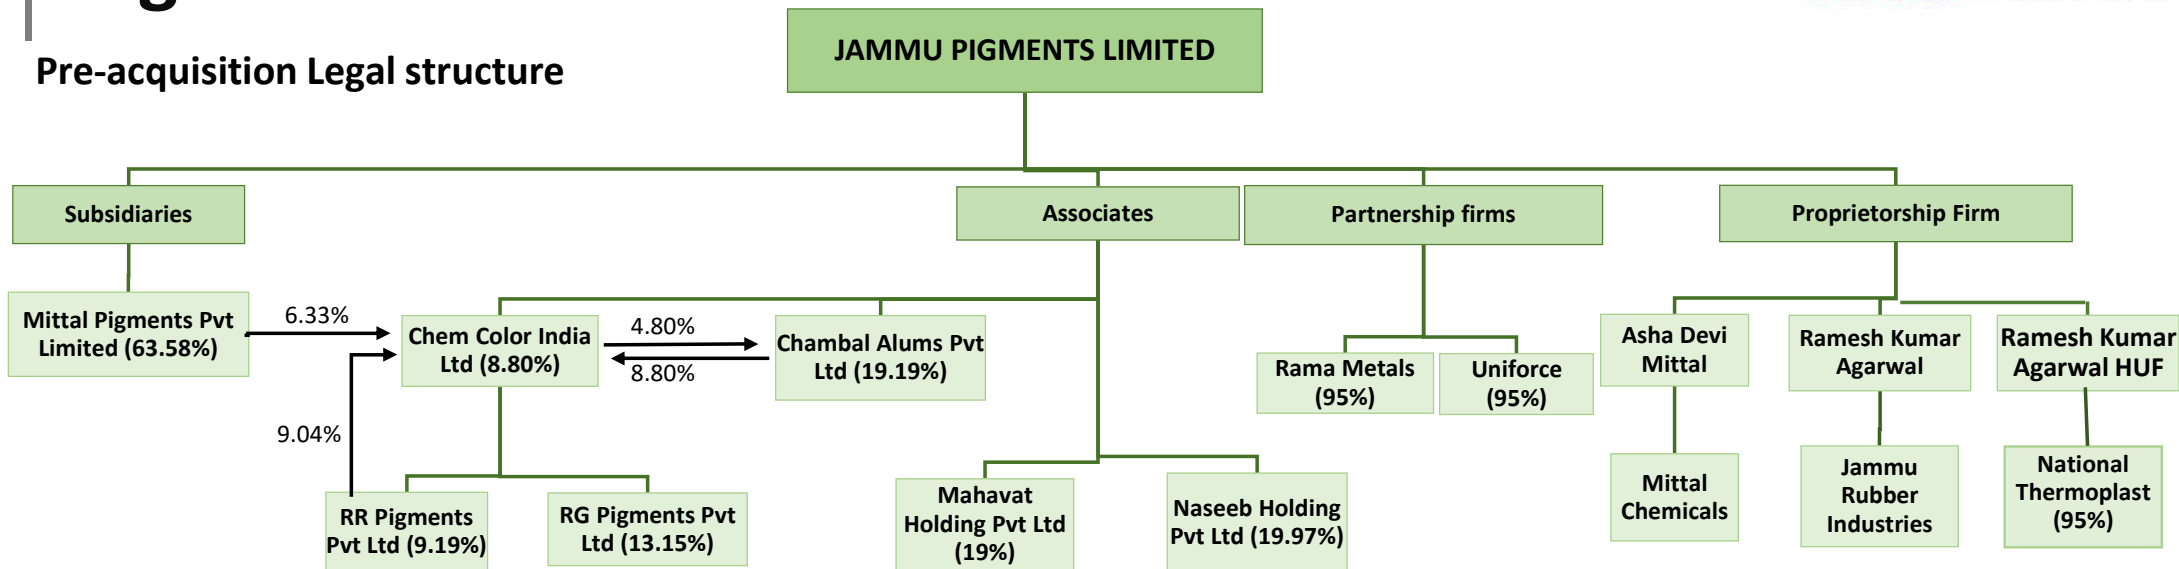 JAMMU PIGMENTS LIMITED
Pre-acquisition Legal structure
Subsidiaries
Associates
Partnership firms
Proprietorship Firm
Mittal Pigments Pvt
Limited (63.58%)
6.33%
Chem Color India
Ltd (8.80%)
4.80%
8.80%
Chambal Alums Pvt
Ltd (19.19%)
Rama Metals
(95%)
Uniforce
(95%)
Asha Devi
Mittal
Ramesh Kumar
Agarwal
Ramesh Kumar
Agarwal HUF
9.04%
RR Pigments
Pvt Ltd (9.19%)
RG Pigments Pvt
Ltd (13.15%)
Mahavat
Holding Pvt Ltd
(19%)
Naseeb Holding
Pvt Ltd (19.97%)
Mittal
Chemicals
Jammu
Rubber
Industries
National
Thermoplast
(95%)